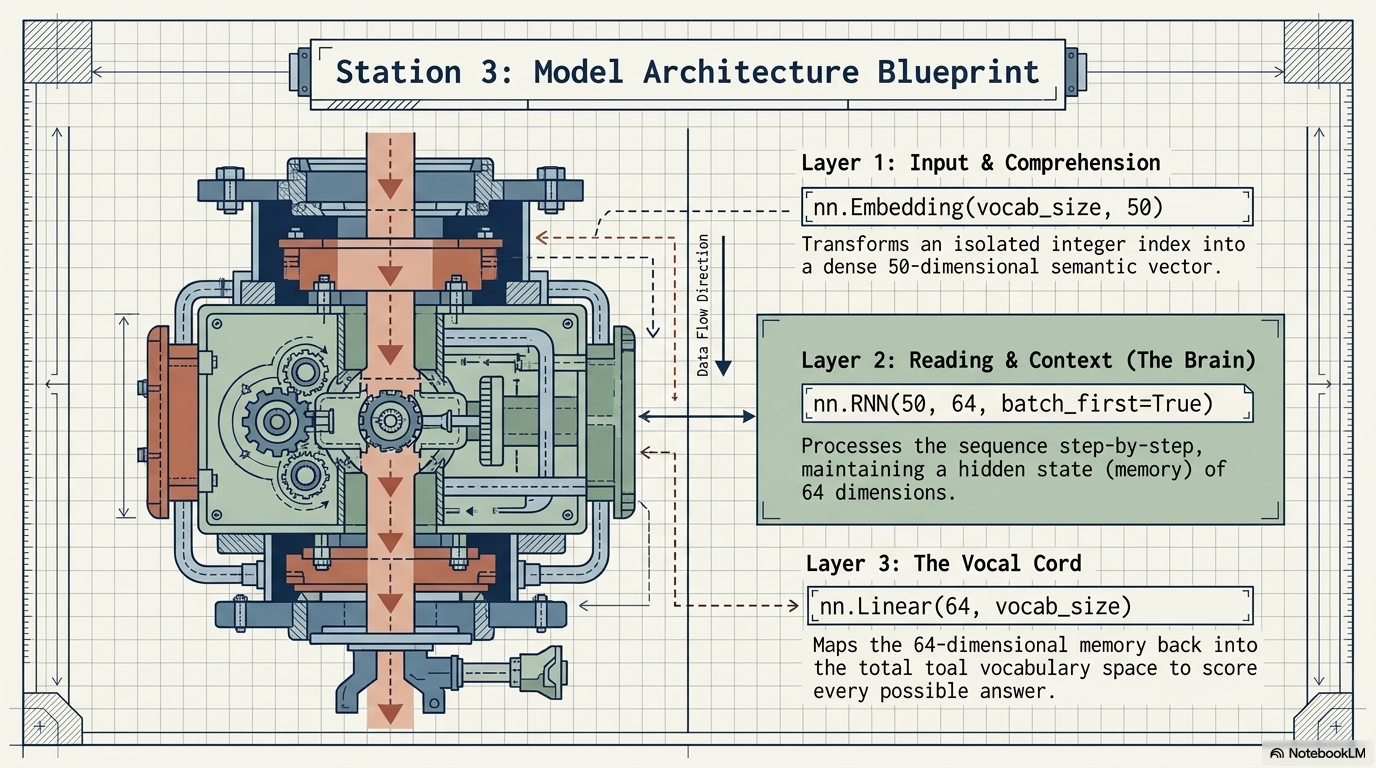 Station 3: Model Architecture Blueprint
Layer 1: Input & Comprehension
nn.Embedding(vocab_size, 50)
Transforms an isolated integer index into
a dense 50-dimensional semantic vector.
Data Flow Direction
Layer 2: Reading & Context (The Brain)
nn.RNN(50, 64, batch_first=True)
Processes the sequence step-by-step,
maintaining a hidden state (memory) of
64 dimensions.
Layer 3: The Vocal Cord
nn.Linear(64, vocab_size)
Maps the 64-dimensional memory back into
the total toal vocabulary space to score
every possible answer.
NotebookLM